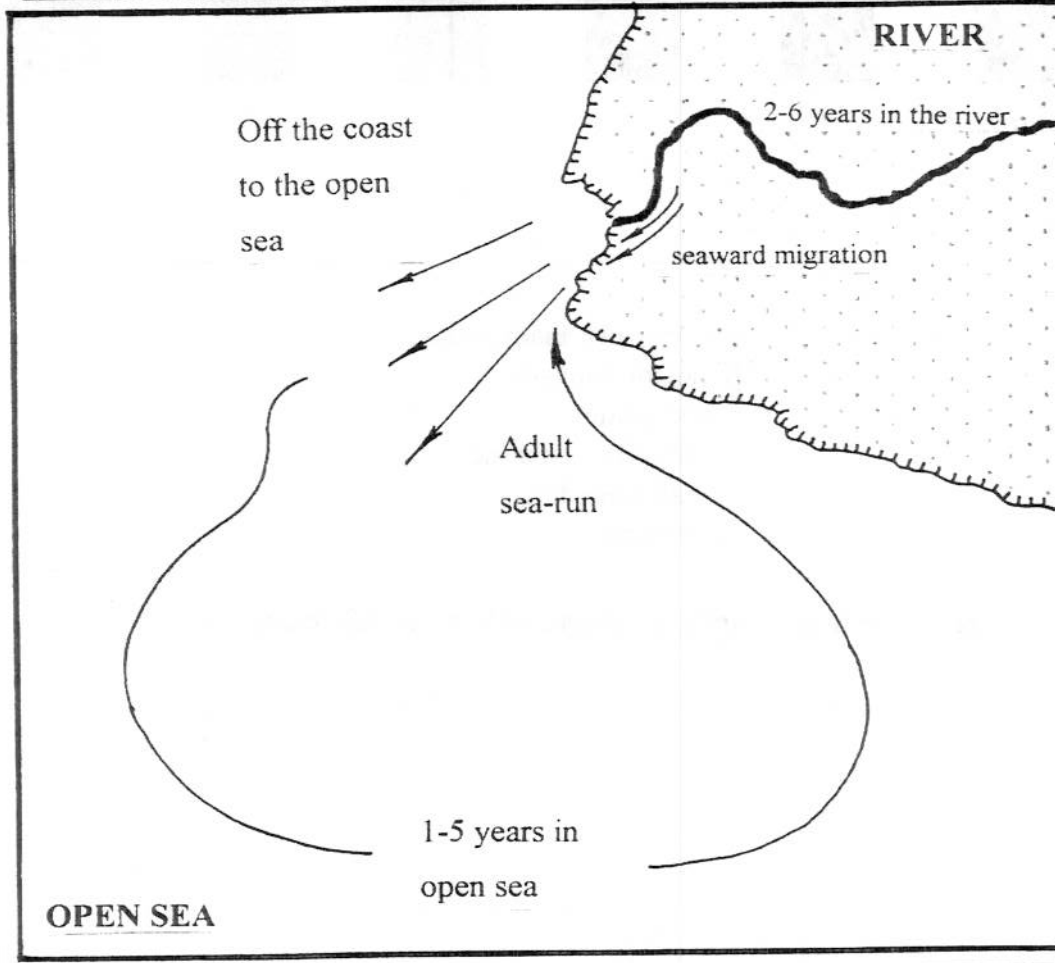 RIVER
2-6 years in the river
Off the coast
to the open
sea
seaward migration
Adult
sea-run
1-5 years in
open sea
OPEN SEA